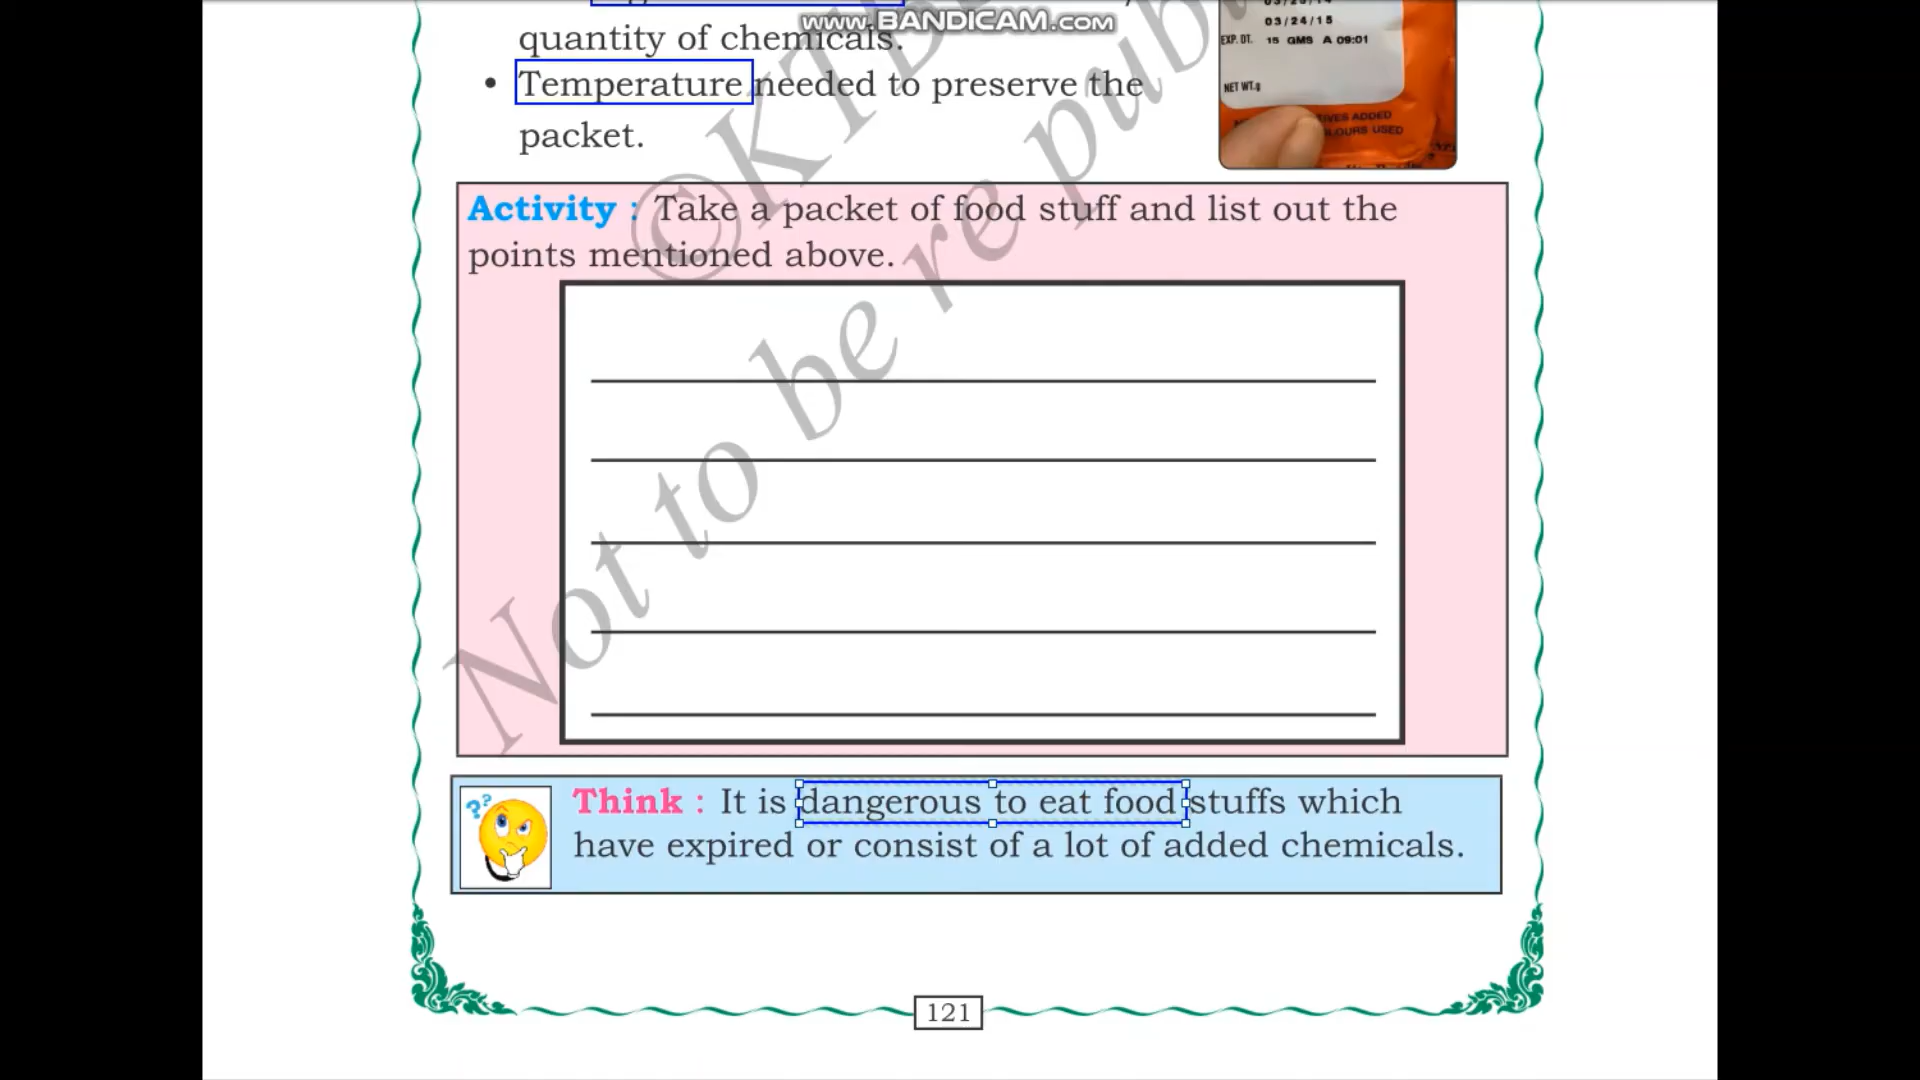 www.BANDICAM.com
quantity of chemicals.
• Temperature needed to preserve the
packet.
03/24/15
EXP. DT. 15 GMS A 09:01
NET WT.g
ADDED
USED
Activity : Take a packet of food stuff and list out the
points mentioned above.
©KTB
Not to be re publ
Think : It is dangerous to eat food stuffs which
have expired or consist of a lot of added chemicals.
??
121